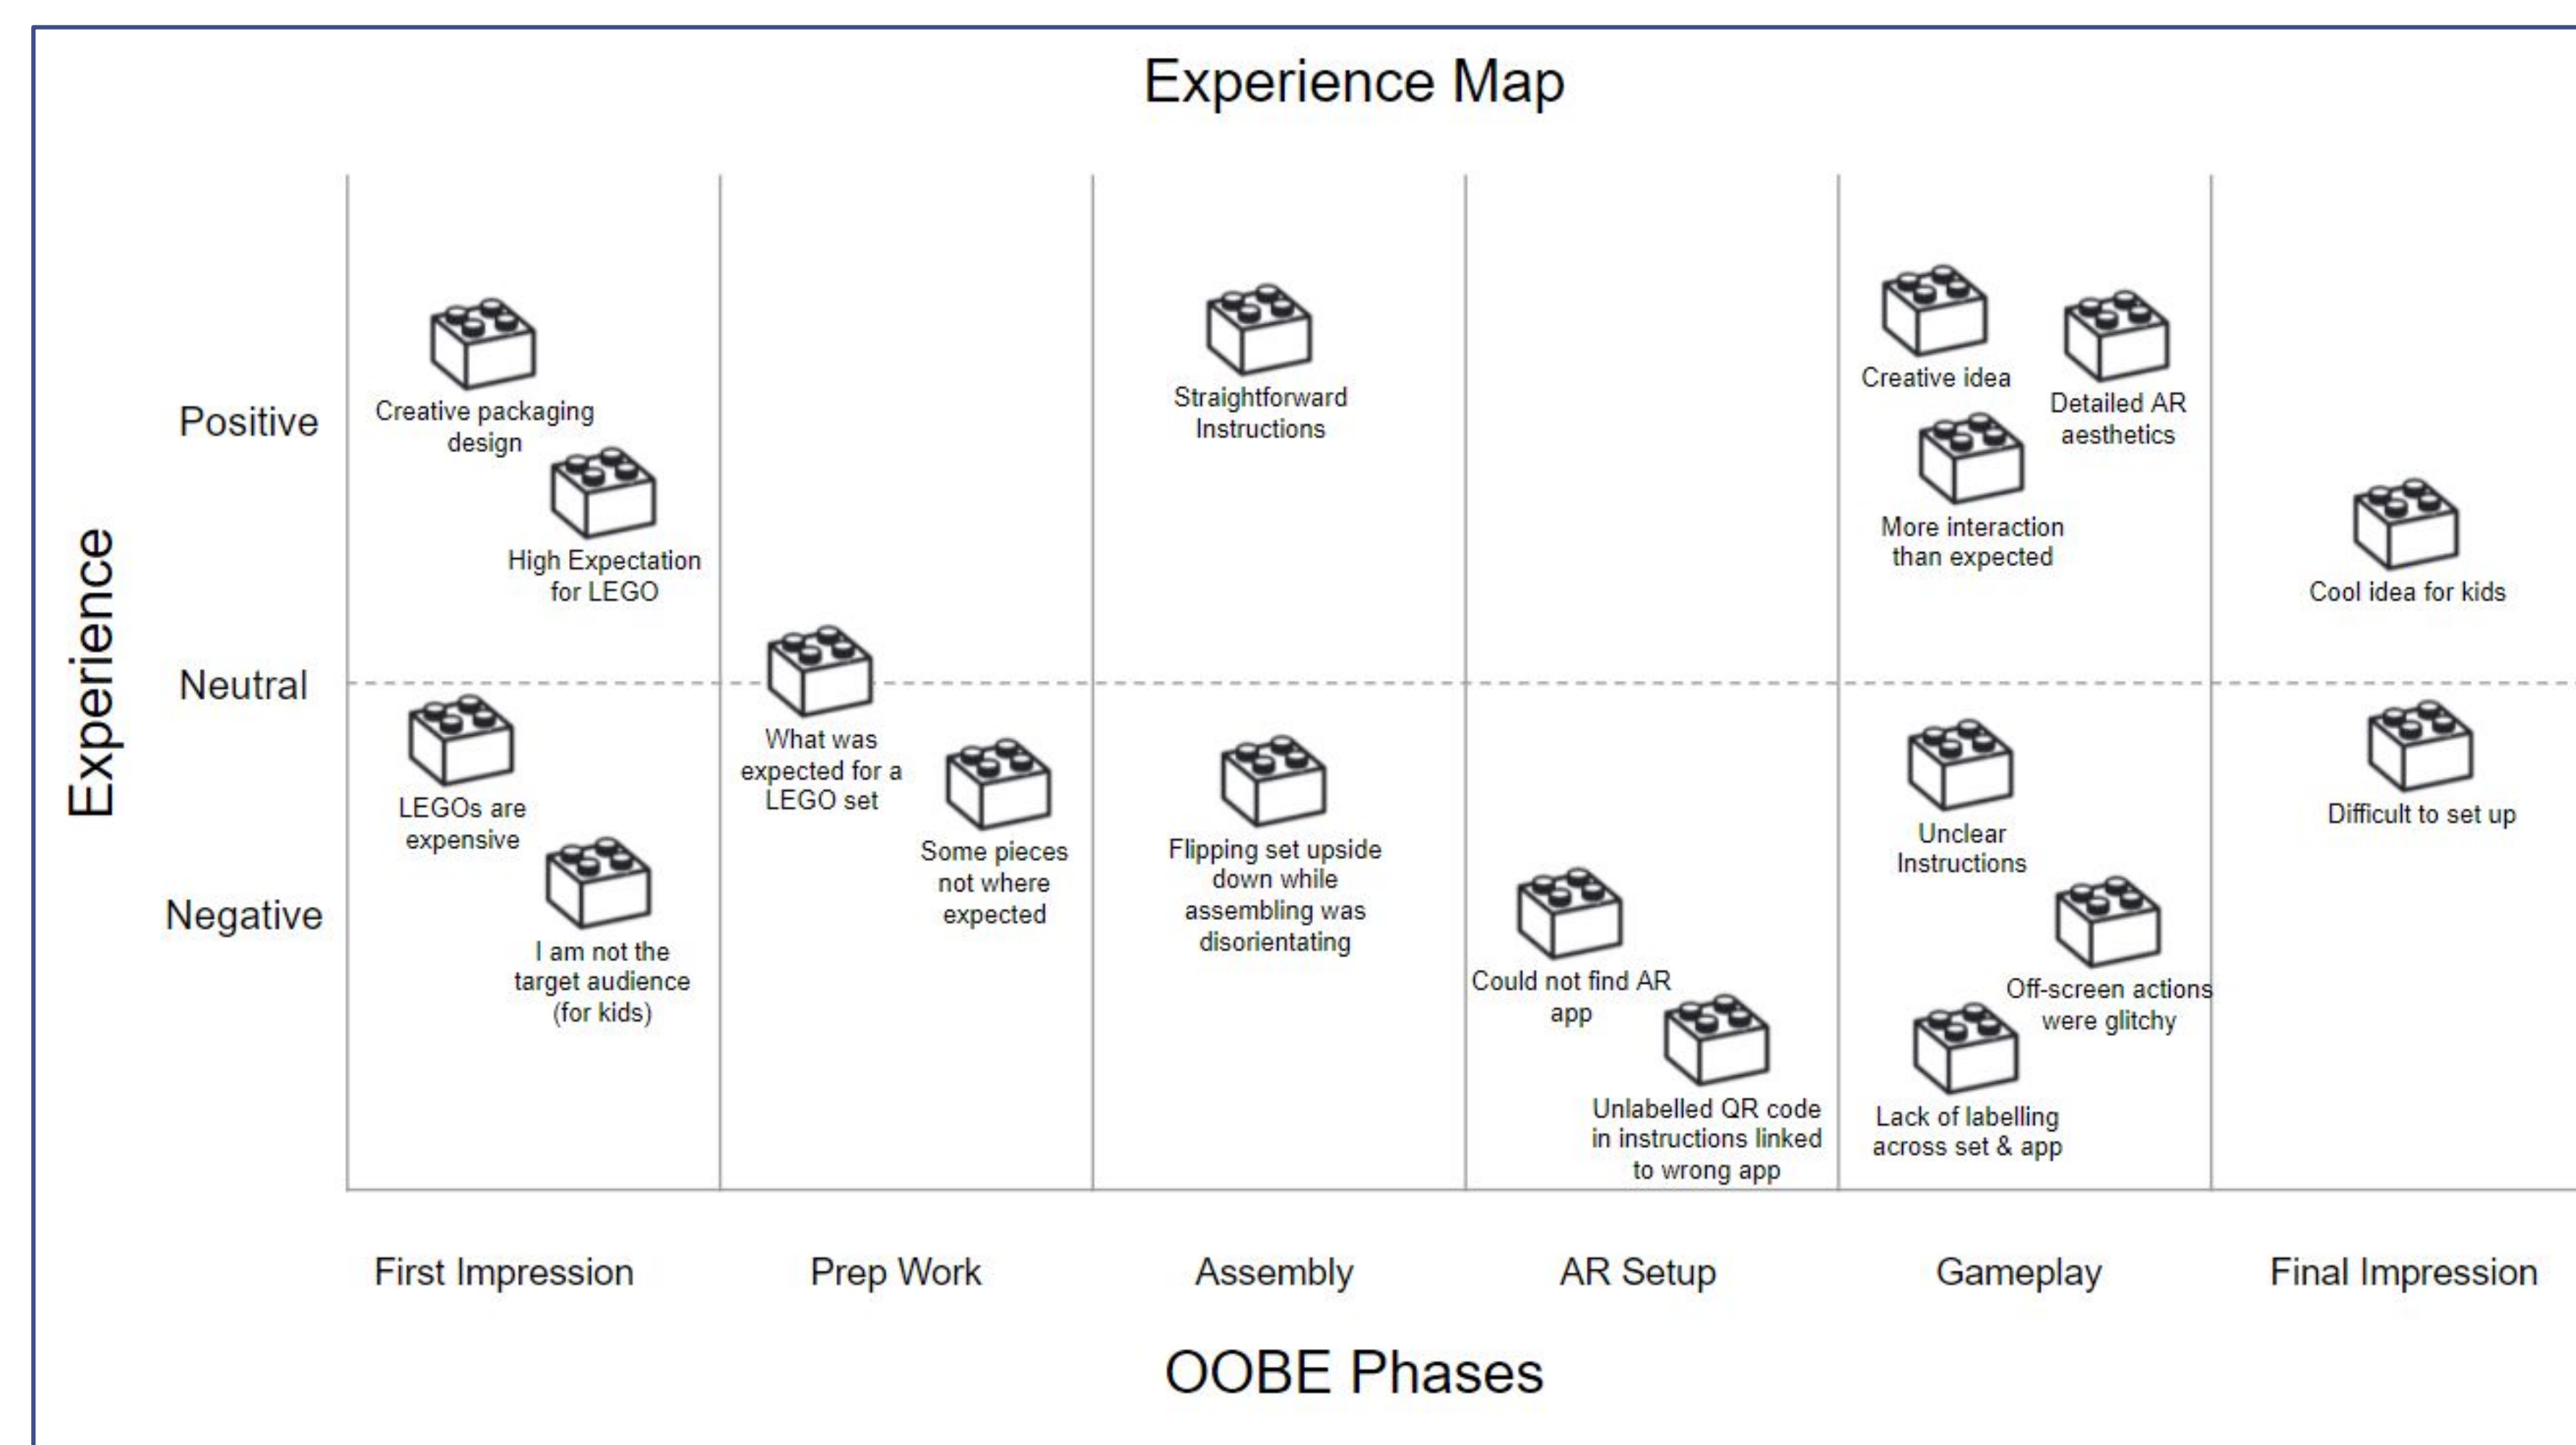 Experience Map
Experience
Positive
Neutral
Negative
Creative packaging
design
High Expectation
for LEGO
LEGOs are
expensive
I am not the
target audience
(for kids)
What was
expected for a
LEGO set
Some pieces
not where
expected
Straightforward
Instructions
Flipping set upside
down while
assembling was
disorientating
Could not find AR
app
Unlabelled QR code
in instructions linked
to wrong app
Creative idea
Detailed AR
aesthetics
More interaction
than expected
Unclear
Instructions
Off-screen actions
were glitchy
Lack of labelling
across set & app
Cool idea for kids
Difficult to set up
First Impression
Prep Work
Assembly
AR Setup
Gameplay
Final Impression
OOBE Phases